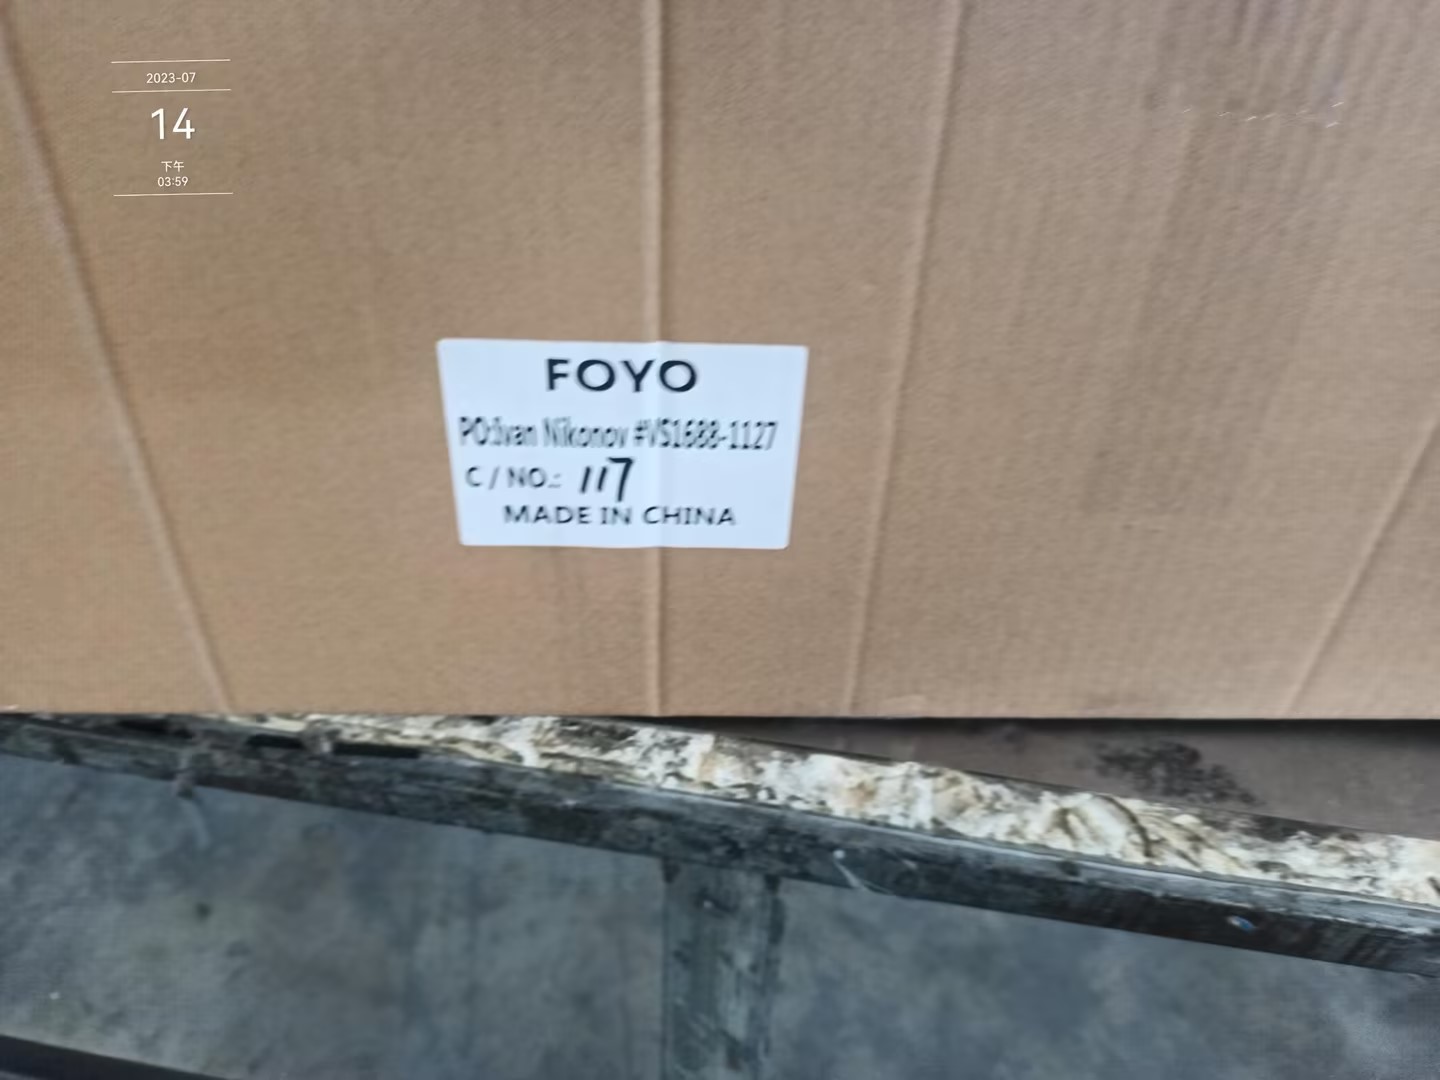 2023-07
14
下午
03:59
FOYO
PO:Ivan Nikonov #VS1688-1127
C / NO.: 117
MADE IN CHINA